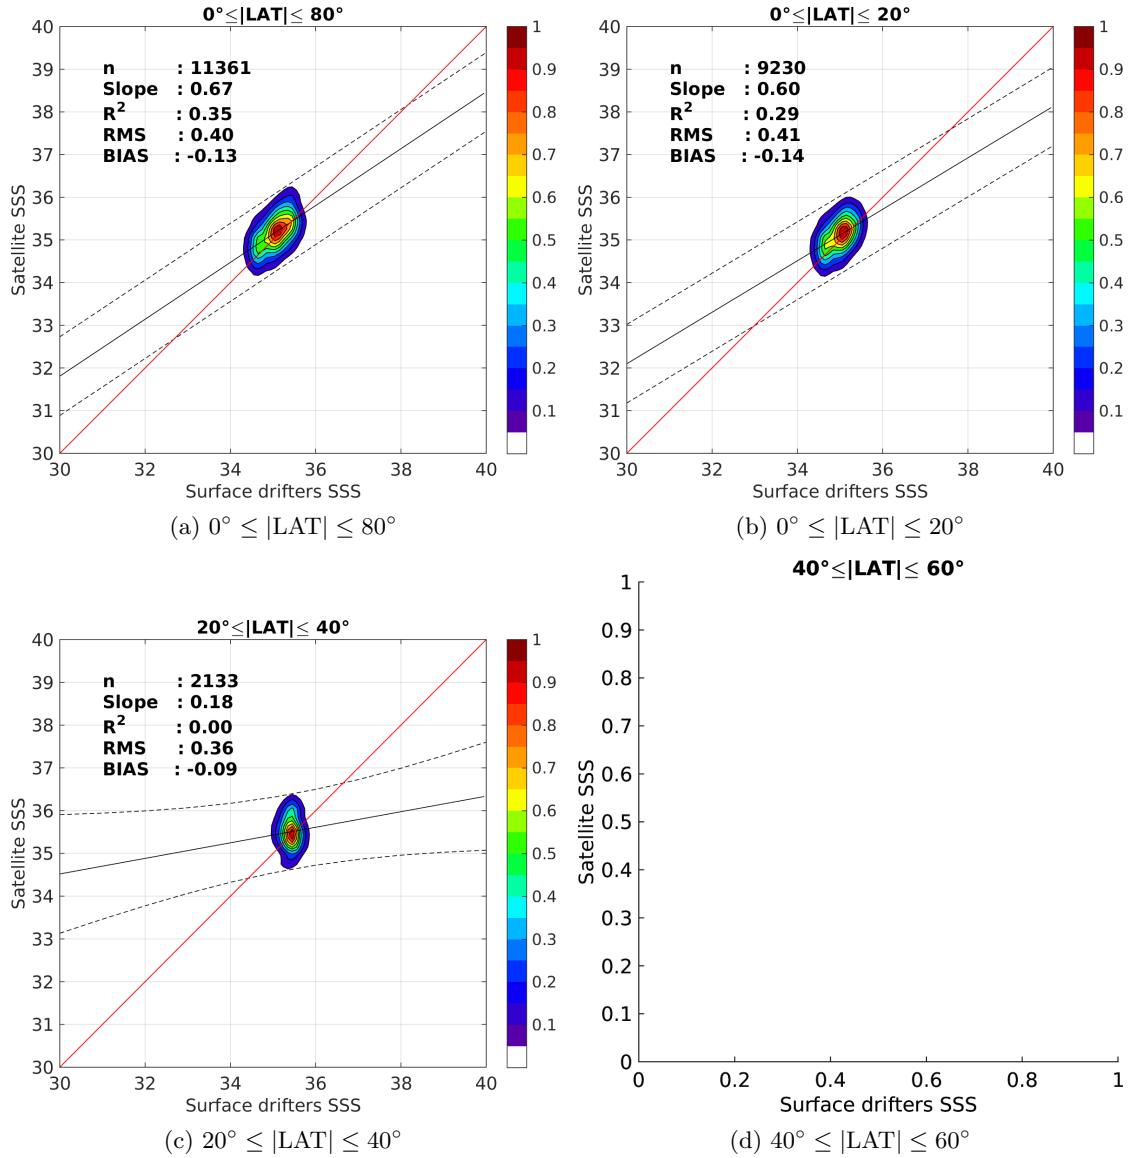 0°≤|LAT|≤ 80°
40
39
38
37
36
35
34
33
32
31
30
Satellite SSS
n : 11361
Slope : 0.67
R2 : 0.35
RMS : 0.40
BIAS : -0.13
30 32 34 36 38 40
Surface drifters SSS
1
0.9
0.8
0.7
0.6
0.5
0.4
0.3
0.2
0.1
(a) 0° ≤ |LAT| ≤ 80°
0°≤|LAT|≤ 20°
40
39
38
37
36
35
34
33
32
31
30
Satellite SSS
n : 9230
Slope : 0.60
R2 : 0.29
RMS : 0.41
BIAS : -0.14
30 32 34 36 38 40
Surface drifters SSS
1
0.9
0.8
0.7
0.6
0.5
0.4
0.3
0.2
0.1
(b) 0° ≤ |LAT| ≤ 20°
20°≤|LAT|≤ 40°
40
39
38
37
36
35
34
33
32
31
30
Satellite SSS
n : 2133
Slope : 0.18
R2 : 0.00
RMS : 0.36
BIAS : -0.09
30 32 34 36 38 40
Surface drifters SSS
1
0.9
0.8
0.7
0.6
0.5
0.4
0.3
0.2
0.1
(c) 20° ≤ |LAT| ≤ 40°
40°≤|LAT|≤ 60°
1
0.9
0.8
0.7
0.6
0.5
0.4
0.3
0.2
0.1
0
Satellite SSS
0 0.2 0.4 0.6 0.8 1
Surface drifters SSS
(d) 40° ≤ |LAT| ≤ 60°